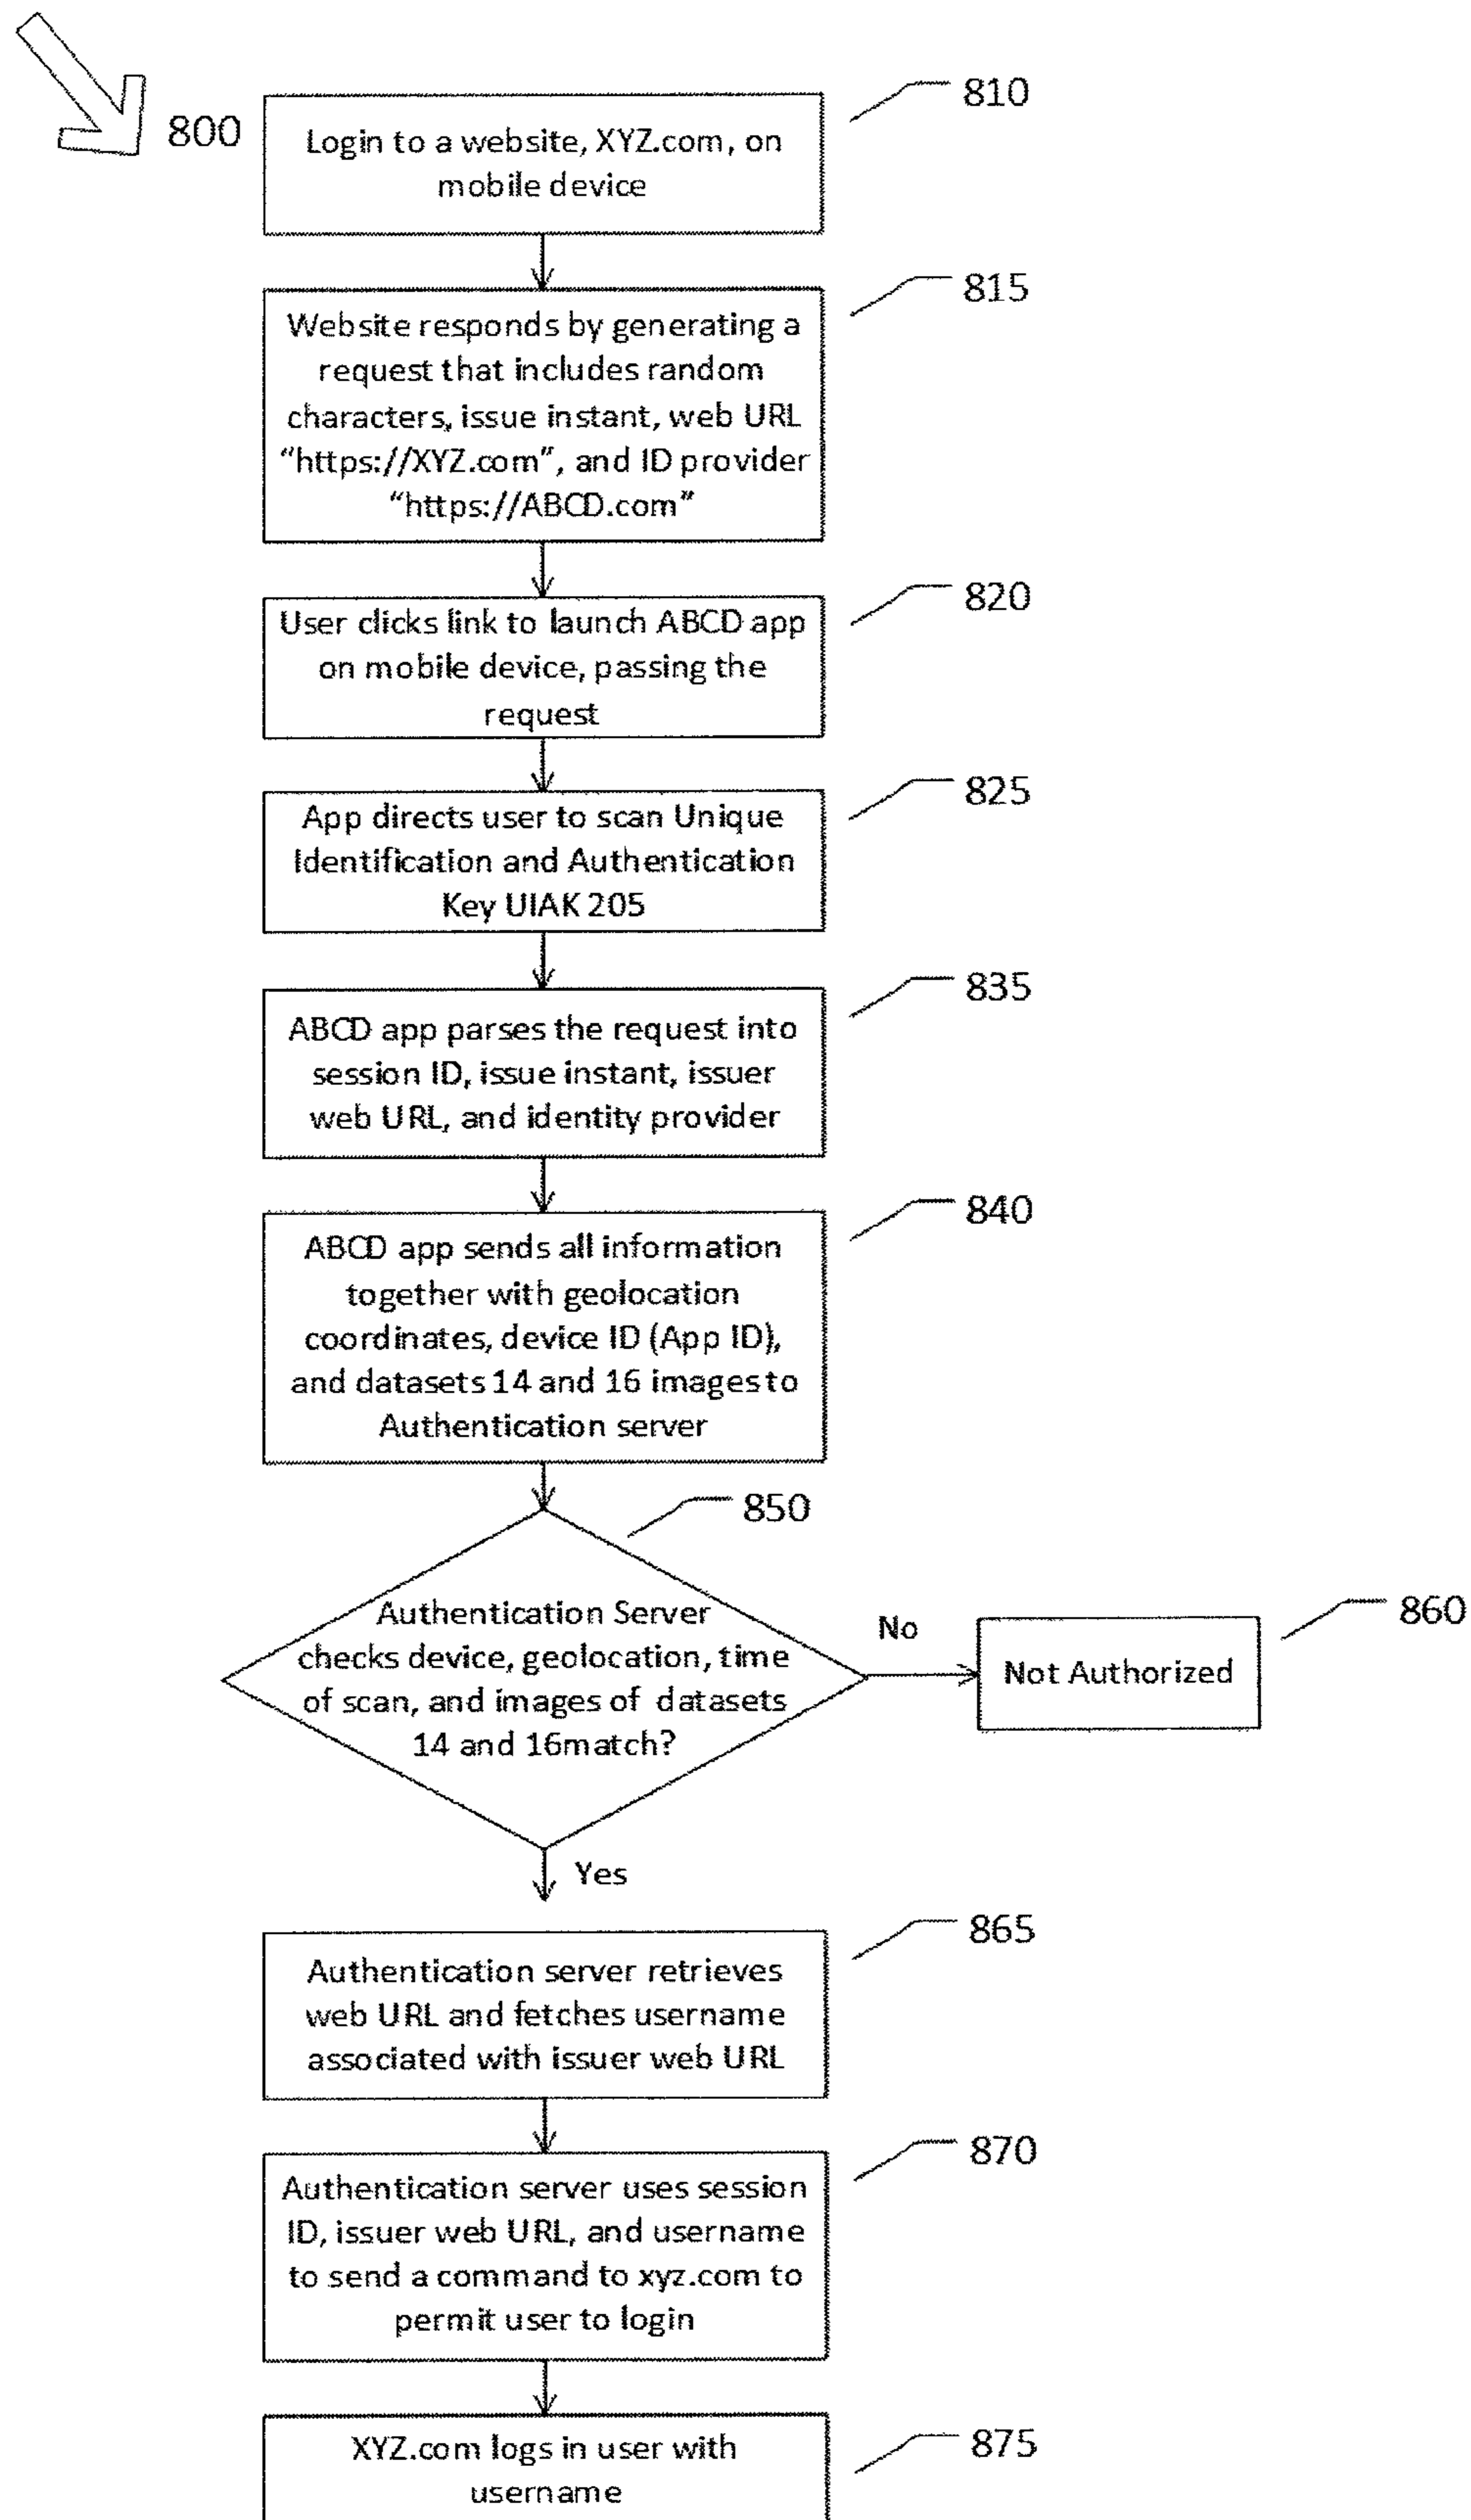 800
810
Login to a website, XYZ.com, on
mobile device
815
Website responds by generating a
request that includes random
characters, issue instant, web URL
“https://XYZ.com”, and ID provider
“https://ABCD.com”
820
User clicks link to launch ABCD app
on mobile device, passing the
request
825
App directs user to scan Unique
Identification and Authentication
Key UIAK 205
835
ABCD app parses the request into
session ID, issue instant, issuer
web URL, and identity provider
840
ABCD app sends all information
together with geolocation
coordinates, device ID (App ID),
and datasets 14 and 16 images to
Authentication server
850
Authentication Server
checks device, geolocation, time
of scan, and images of datasets
14 and 16match?
No
860
Not Authorized
Yes
865
Authentication server retrieves
web URL and fetches username
associated with issuer web URL
870
Authentication server uses session
ID, issuer web URL, and username
to send a command to xyz.com to
permit user to login
875
XYZ.com logs in user with
username